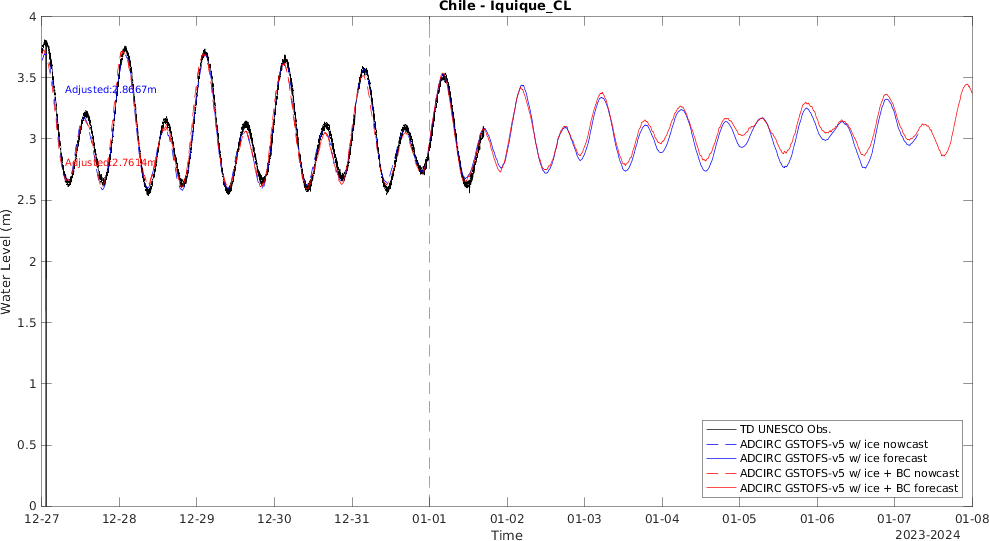 Chile - Iquique_CL
4
3.5
3
2.5
2
1.5
1
0.5
0
Water Level (m)
Adjusted:2.8667m
Adjusted:2.7614m
TD UNESCO Obs.
ADCIRC GSTOFS-v5 w/ ice nowcast
ADCIRC GSTOFS-v5 w/ ice forecast
ADCIRC GSTOFS-v5 w/ ice + BC nowcast
ADCIRC GSTOFS-v5 w/ ice + BC forecast
12-27 12-28 12-29 12-30 12-31 01-01 01-02 01-03 01-04 01-05 01-06 01-07 01-08
Time
2023-2024